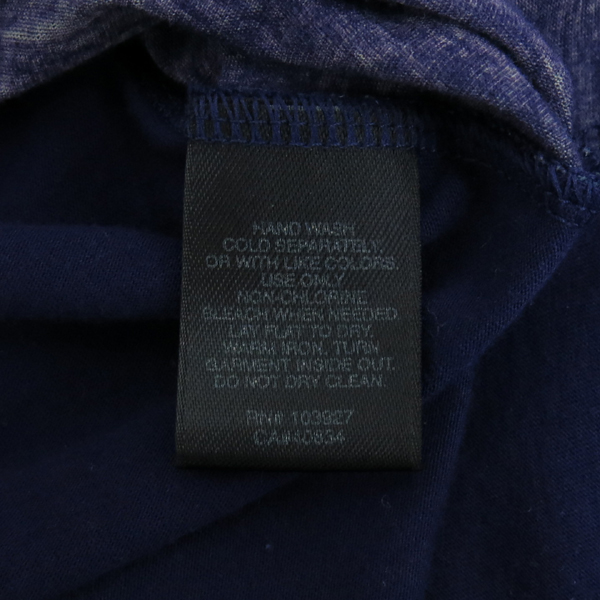 HAND WASH
COLD SEPARATELY,
OR WITH LIKE COLORS.
USE ONLY
NON-CHLORINE
BLEACH WHEN NEEDED
LAY FLAT TO DRY.
WARM IRON. TURN
GARMENT INSIDE OUT.
DO NOT DRY CLEAN.
RN# 103927
CA#40834